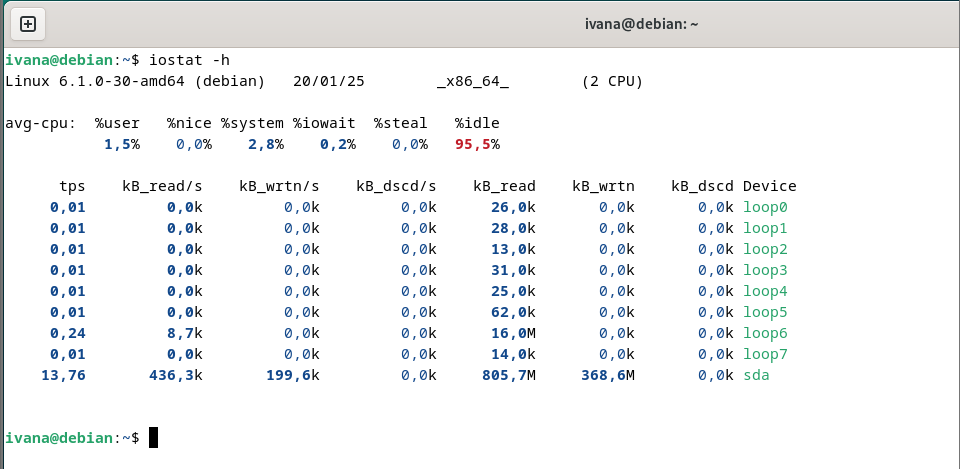 ivana@debian: ~
ivana@debian:~$ iostat -h
Linux 6.1.0-30-amd64 (debian)   20/01/25        _x86_64_        (2 CPU)
avg-cpu:  %user   %nice %system %iowait  %steal   %idle
           1,5%    0,0%    2,8%    0,2%    0,0%   95,5%
      tps    kB_read/s    kB_wrtn/s    kB_dscd/s    kB_read    kB_wrtn    kB_dscd Device
     0,01         0,0k         0,0k         0,0k      26,0k       0,0k       0,0k loop0
     0,01         0,0k         0,0k         0,0k      28,0k       0,0k       0,0k loop1
     0,01         0,0k         0,0k         0,0k      13,0k       0,0k       0,0k loop2
     0,01         0,0k         0,0k         0,0k      31,0k       0,0k       0,0k loop3
     0,01         0,0k         0,0k         0,0k      25,0k       0,0k       0,0k loop4
     0,01         0,0k         0,0k         0,0k      62,0k       0,0k       0,0k loop5
     0,24         8,7k         0,0k         0,0k      16,0M       0,0k       0,0k loop6
     0,01         0,0k         0,0k         0,0k      14,0k       0,0k       0,0k loop7
    13,76       436,3k       199,6k         0,0k     805,7M     368,6M       0,0k sda
ivana@debian:~$